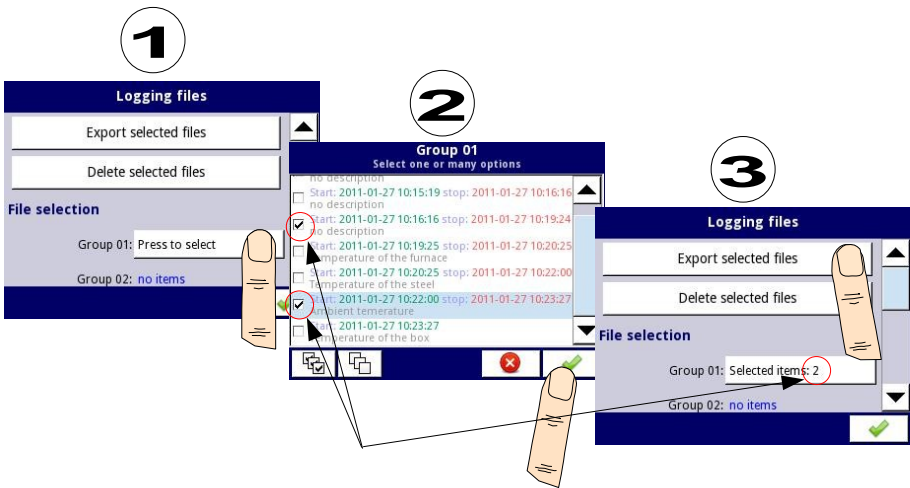 1
Logging files
Export selected files
Delete selected files
File selection
Group 01: Press to select
Group 02: no items
2
Group 01
Select one or many options
no description
Start: 2011-01-27 10:15:19 stop: 2011-01-27 10:16:16
no description
Start: 2011-01-27 10:16:16 stop: 2011-01-27 10:19:24
no description
Start: 2011-01-27 10:19:25 stop: 2011-01-27 10:20:25
Temperature of the furnace
Start: 2011-01-27 10:20:25 stop: 2011-01-27 10:22:00
Temperature of the steel
Start: 2011-01-27 10:22:00 stop: 2011-01-27 10:23:27
Ambient temerature
Start: 2011-01-27 10:23:27
Temperature of the box
3
Logging files
Export selected files
Delete selected files
File selection
Group 01: Selected items: 2
Group 02: no items